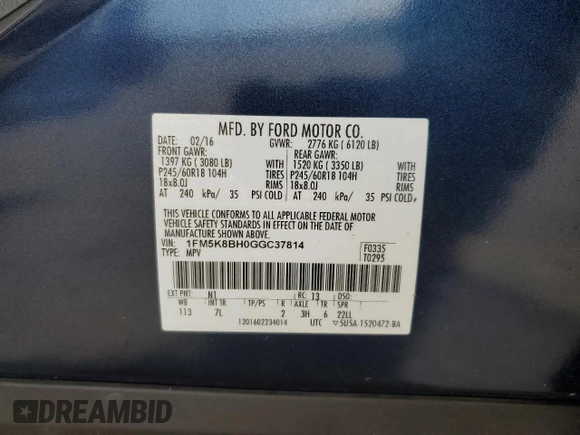 MFD. BY FORD MOTOR CO.
DATE: 02/16 GVWR: 2776 KG ( 6120 LB)
FRONT GAWR: REAR GAWR:
1397 KG ( 3080 LB) WITH 1520 KG ( 3350 LB) WITH
P245/60R18 104H TIRES P245/60R18 104H TIRES
18x8.0J RIMS 18x8.0J RIMS
AT 240 kPa/ 35 PSI COLD AT 240 kPa/ 35 PSI COLD
THIS VEHICLE CONFORMS TO ALL APPLICABLE FEDERAL MOTOR
VEHICLE SAFETY STANDARDS IN EFFECT ON THE DATE OF
MANUFACTURE SHOWN ABOVE.
VIN: 1FM5K8BH0GGC37814 F0335
TYPE: MPV T0295
EXT PNT: N1 RC: 13 DSO:
WB INT TR TP/PS R AXLE TR SPR
113 7L 2 3H 6 22LL
1201602234014 UTC ▽5U5A-1520472-BA
DREAMBID